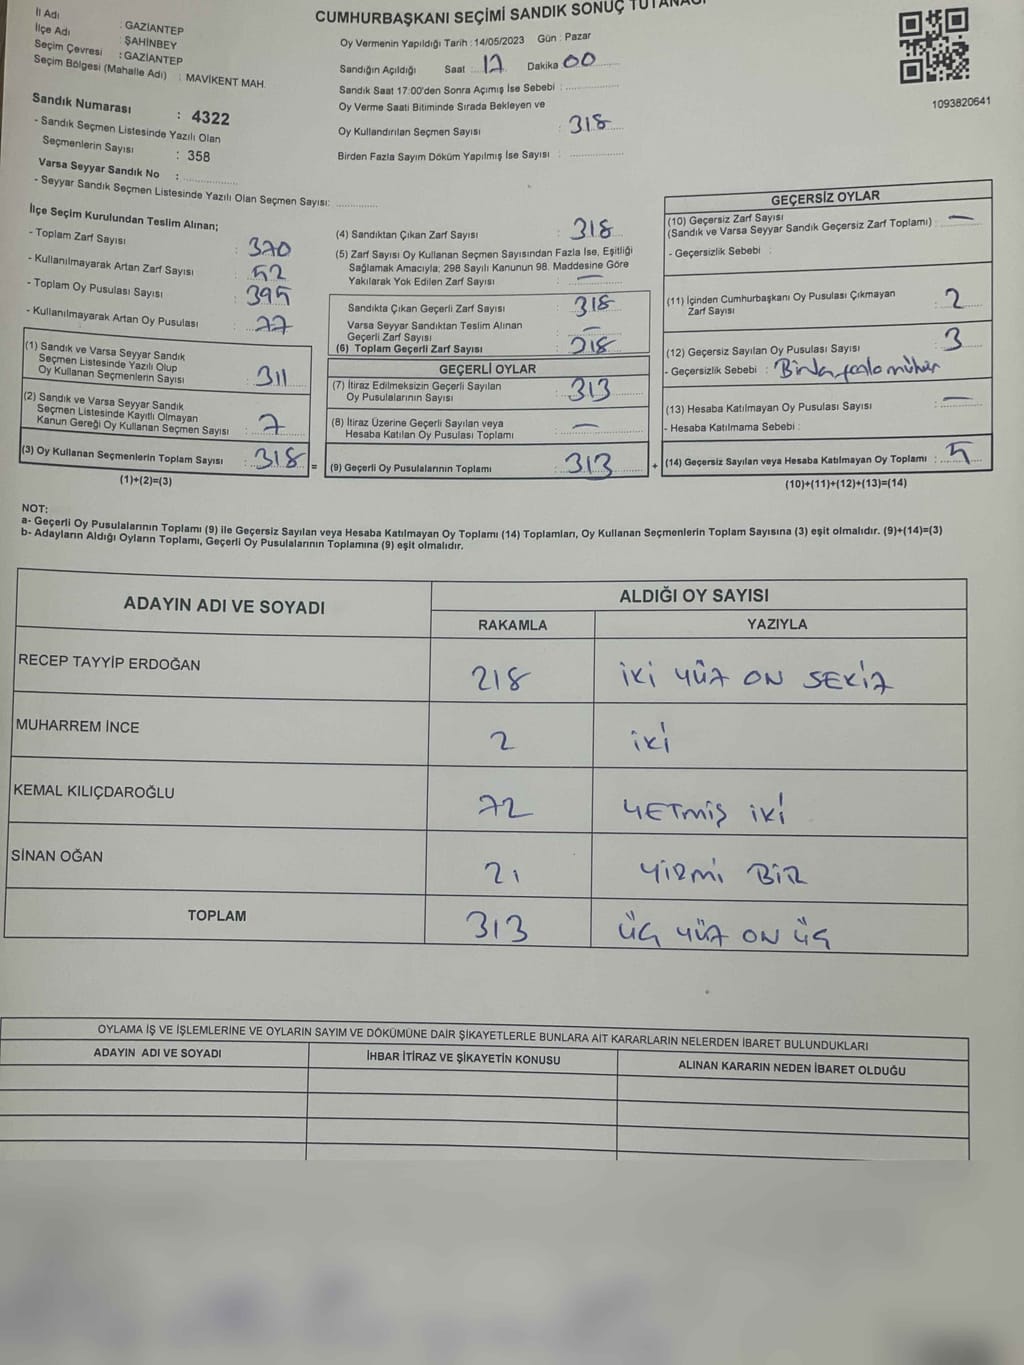 CUMHURBAŞKANI SEÇİMİ SANDIK SONUÇ TUTANAĞI
İl Adı : GAZİANTEP
İlçe Adı : ŞAHİNBEY
Seçim Çevresi : GAZİANTEP
Seçim Bölgesi (Mahalle Adı) : MAVİKENT MAH.
Sandık Numarası : 4322
- Sandık Seçmen Listesinde Yazılı Olan
Seçmenlerin Sayısı : 358
Varsa Seyyar Sandık No :
- Seyyar Sandık Seçmen Listesinde Yazılı Olan Seçmen Sayısı:
Oy Vermenin Yapıldığı Tarih : 14/05/2023 Gün : Pazar
Sandığın Açıldığı Saat : 17 Dakika 00
Sandık Saat 17:00'den Sonra Açımış İse Sebebi :
Oy Verme Saati Bitiminde Sırada Bekleyen ve
Oy Kullandırılan Seçmen Sayısı : 318
Birden Fazla Sayım Döküm Yapılmış İse Sayısı :
1093820641
İlçe Seçim Kurulundan Teslim Alınan;
- Toplam Zarf Sayısı : 370
- Kullanılmayarak Artan Zarf Sayısı : 52
- Toplam Oy Pusulası Sayısı : 395
- Kullanılmayarak Artan Oy Pusulası : 77
(1) Sandık ve Varsa Seyyar Sandık
Seçmen Listesinde Yazılı Olup
Oy Kullanan Seçmenlerin Sayısı : 311
(2) Sandık ve Varsa Seyyar Sandık
Seçmen Listesinde Kayıtlı Olmayan
Kanun Gereği Oy Kullanan Seçmen Sayısı : 7
(3) Oy Kullanan Seçmenlerin Toplam Sayısı : 318 =
(1)+(2)=(3)
(4) Sandıktan Çıkan Zarf Sayısı : 318
(5) Zarf Sayısı Oy Kullanan Seçmen Sayısından Fazla İse, Eşitliği
Sağlamak Amacıyla; 298 Sayılı Kanunun 98. Maddesine Göre
Yakılarak Yok Edilen Zarf Sayısı : —
Sandıkta Çıkan Geçerli Zarf Sayısı : 318
Varsa Seyyar Sandıktan Teslim Alınan
Geçerli Zarf Sayısı : —
(6) Toplam Geçerli Zarf Sayısı : 318
GEÇERLİ OYLAR
(7) İtiraz Edilmeksizin Geçerli Sayılan
Oy Pusulalarının Sayısı : 313
(8) İtiraz Üzerine Geçerli Sayılan veya
Hesaba Katılan Oy Pusulası Toplamı : —
(9) Geçerli Oy Pusulalarının Toplamı : 313 +
GEÇERSİZ OYLAR
(10) Geçersiz Zarf Sayısı
(Sandık ve Varsa Seyyar Sandık Geçersiz Zarf Toplamı) : —
- Geçersizlik Sebebi :
(11) İçinden Cumhurbaşkanı Oy Pusulası Çıkmayan
Zarf Sayısı : 2
(12) Geçersiz Sayılan Oy Pusulası Sayısı : 3
- Geçersizlik Sebebi : Birden fazla mühür
(13) Hesaba Katılmayan Oy Pusulası Sayısı : —
- Hesaba Katılmama Sebebi :
(14) Geçersiz Sayılan veya Hesaba Katılmayan Oy Toplamı : 5
(10)+(11)+(12)+(13)=(14)
NOT:
a- Geçerli Oy Pusulalarının Toplamı (9) ile Geçersiz Sayılan veya Hesaba Katılmayan Oy Toplamı (14) Toplamları, Oy Kullanan Seçmenlerin Toplam Sayısına (3) eşit olmalıdır. (9)+(14)=(3)
b- Adayların Aldığı Oyların Toplamı, Geçerli Oy Pusulalarının Toplamına (9) eşit olmalıdır.
ADAYIN ADI VE SOYADI ALDIĞI OY SAYISI
RAKAMLA YAZIYLA
RECEP TAYYİP ERDOĞAN 218 İKİ YÜZ ON SEKİZ
MUHARREM İNCE 2 İKİ
KEMAL KILIÇDAROĞLU 72 YETMİŞ İKİ
SİNAN OĞAN 21 YİRMİ BİR
TOPLAM 313 ÜÇ YÜZ ON ÜÇ
OYLAMA İŞ VE İŞLEMLERİNE VE OYLARIN SAYIM VE DÖKÜMÜNE DAİR ŞİKAYETLERLE BUNLARA AİT KARARLARIN NELERDEN İBARET BULUNDUKLARI
ADAYIN ADI VE SOYADI İHBAR İTİRAZ VE ŞİKAYETİN KONUSU ALINAN KARARIN NEDEN İBARET OLDUĞU